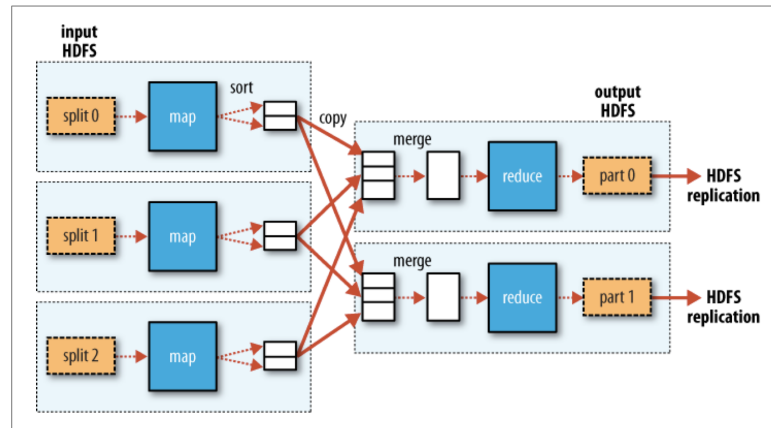 input
HDFS
split 0
map
sort
copy
split 1
map
split 2
map
output
HDFS
merge
reduce
part 0
HDFS
replication
merge
reduce
part 1
HDFS
replication